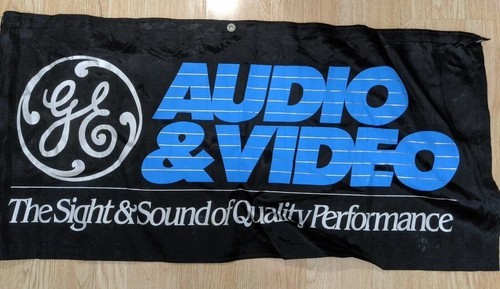 GE
AUDIO
& VIDEO
The Sight & Sound of Quality Performance